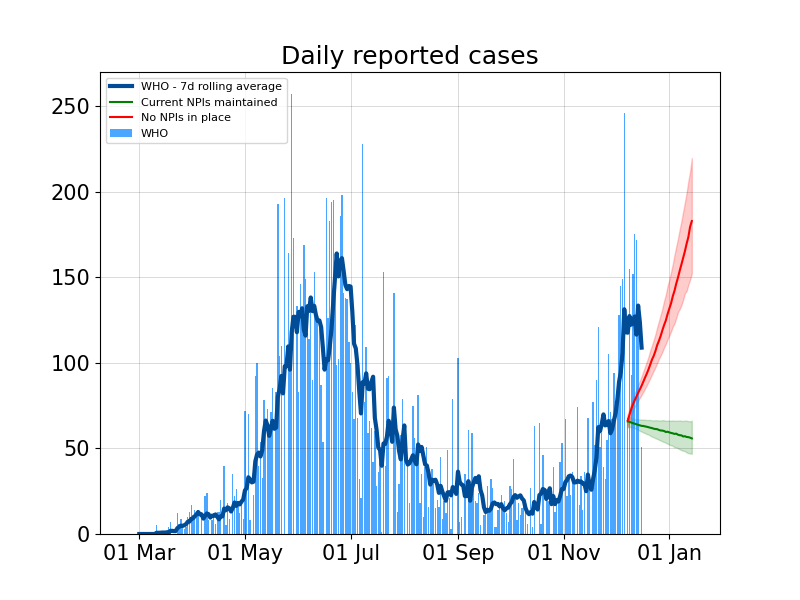 Daily reported cases
WHO - 7d rolling average
Current NPIs maintained
No NPIs in place
WHO
250
200
150
100
50
0
01 Mar 01 May 01 Jul 01 Sep 01 Nov 01 Jan